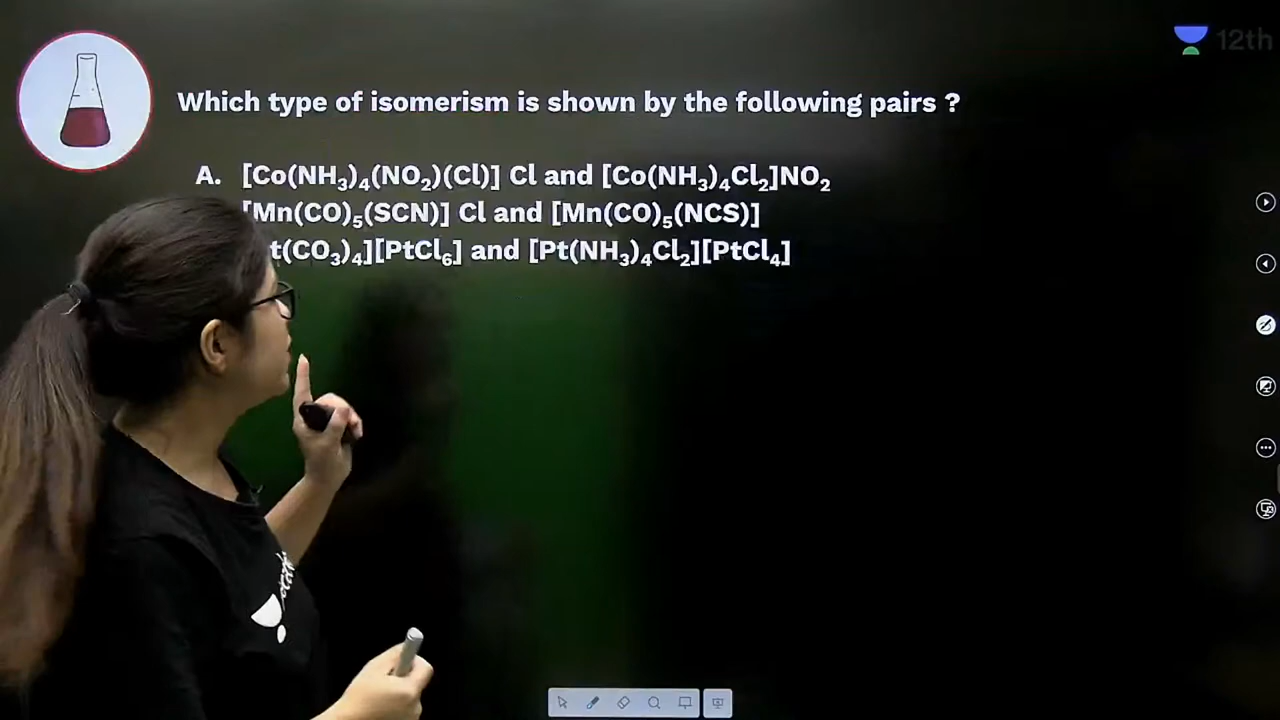 12th
Which type of isomerism is shown by the following pairs ?
A. [Co(NH₃)₄(NO₂)(Cl)] Cl and [Co(NH₃)₄Cl₂]NO₂
[Mn(CO)₅(SCN)] Cl and [Mn(CO)₅(NCS)]
t(CO₃)₄][PtCl₆] and [Pt(NH₃)₄Cl₂][PtCl₄]